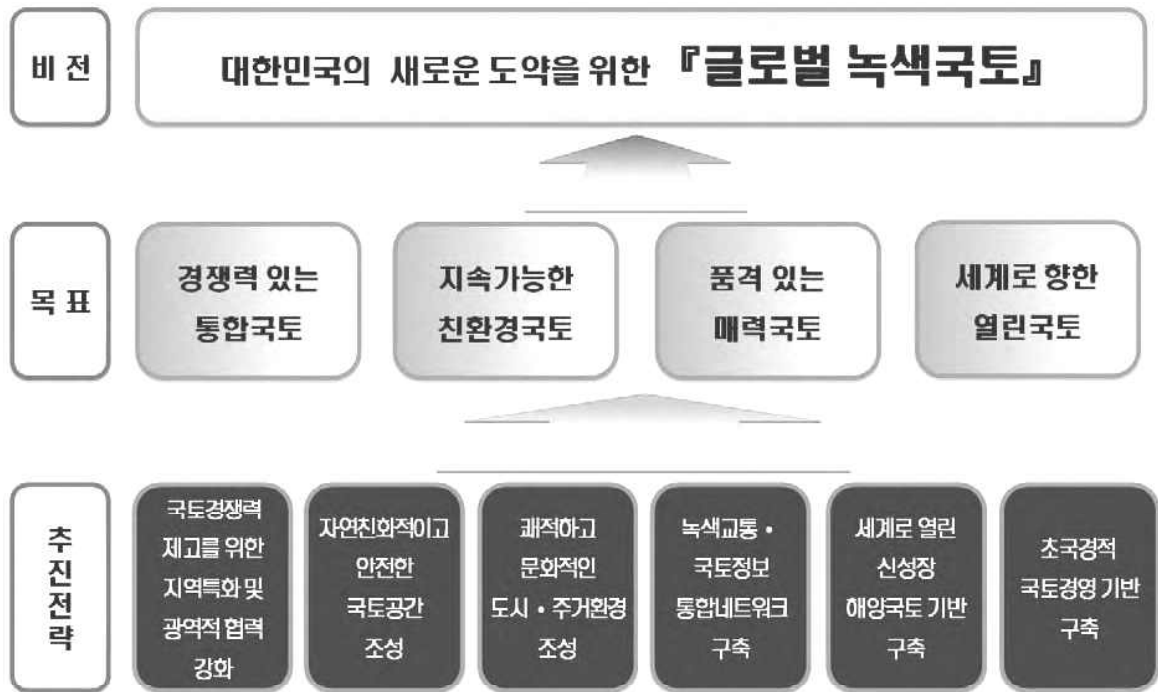 비 전
대한민국의 새로운 도약을 위한 『글로벌 녹색국토』
목 표
경쟁력 있는
통합국토
지속가능한
친환경국토
품격 있는
매력국토
세계로 향한
열린국토
추
진
전
략
국토경쟁력
제고를 위한
지역특화 및
광역적 협력
강화
자연친화적이고
안전한
국토공간
조성
쾌적하고
문화적인
도시 • 주거환경
조성
녹색교통 •
국토정보
통합네트워크
구축
세계로 열린
신성장
해양국토 기반
구축
초국경적
국토경영 기반
구축